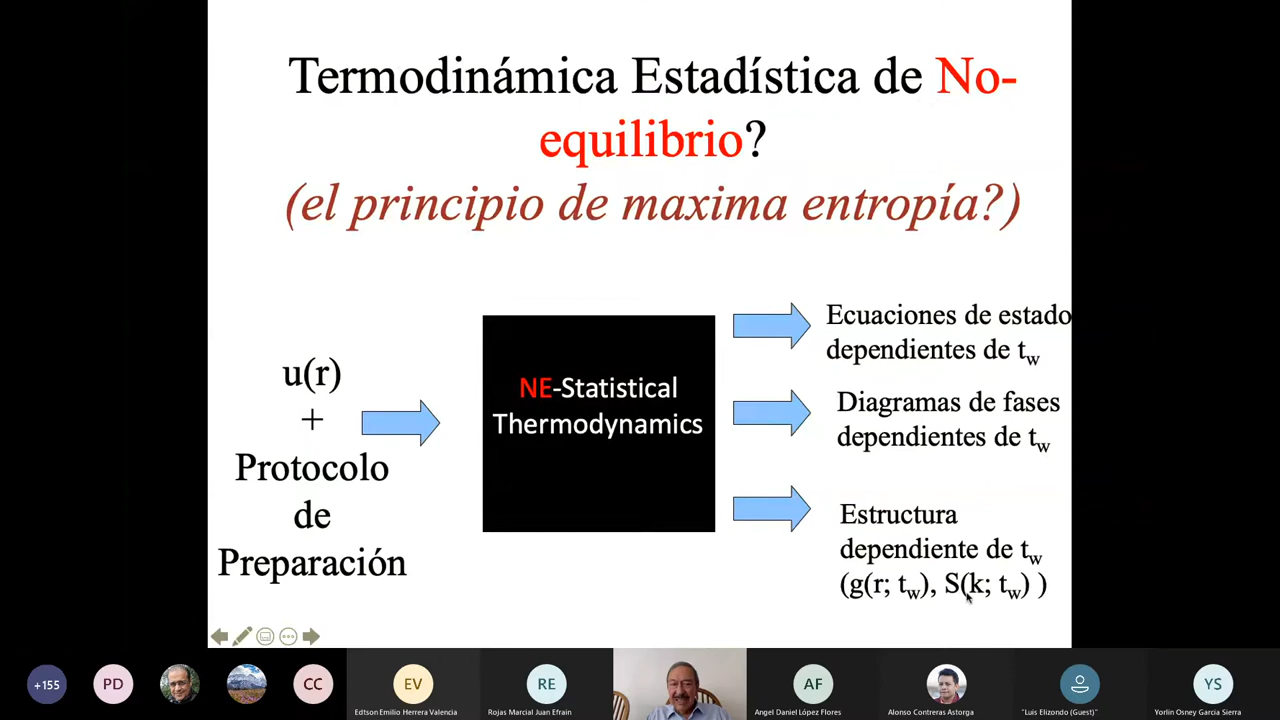 Termodinámica Estadística de No-
equilibrio?
(el principio de maxima entropía?)
u(r)
+
Protocolo
de
Preparación
NE-Statistical
Thermodynamics
Ecuaciones de estado
dependientes de tw
Diagramas de fases
dependientes de tw
Estructura
dependiente de tw
(g(r; tw), S(k; tw) )
+155
PD
CC
EV
Edtson Emilio Herrera Valencia
RE
Rojas Marcial Juan Efrain
AF
Angel Daniel López Flores
Alonso Contreras Astorga
"Luis Elizondo (Guest)"
YS
Yorlin Osney Garcia Sierra